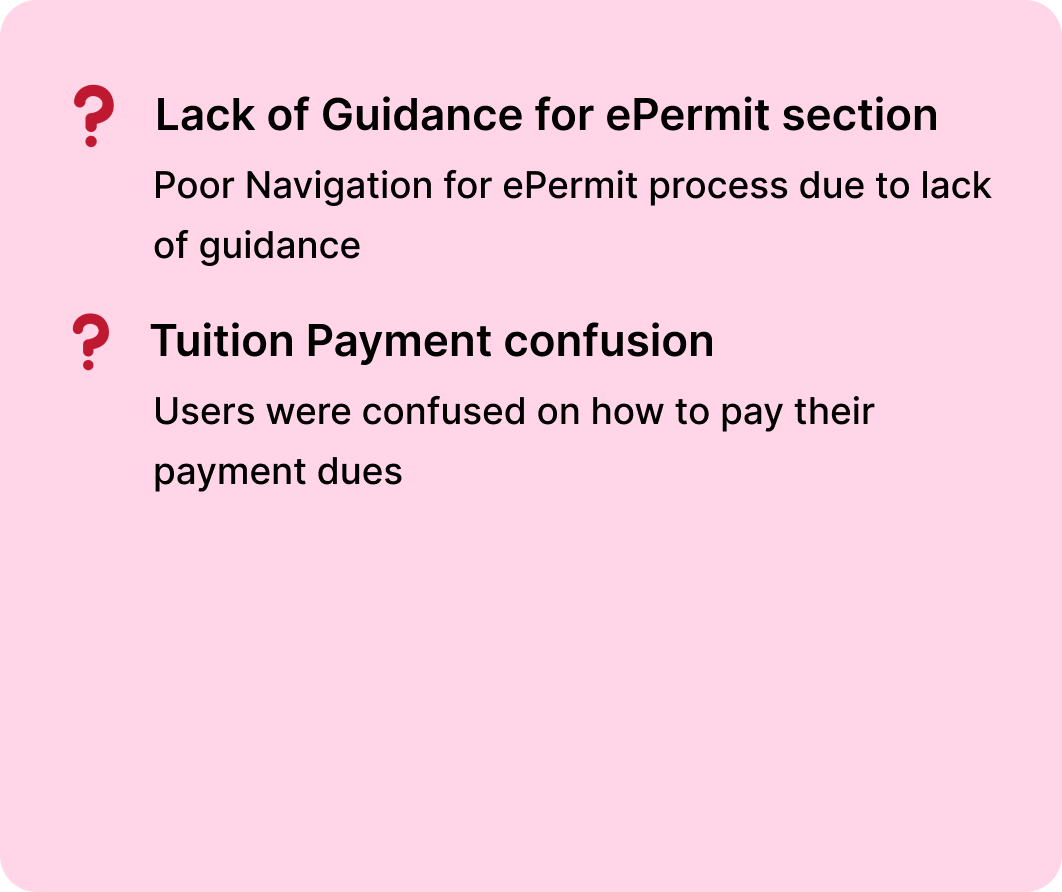 ? Lack of Guidance for ePermit section
Poor Navigation for ePermit process due to lack
of guidance
? Tuition Payment confusion
Users were confused on how to pay their
payment dues